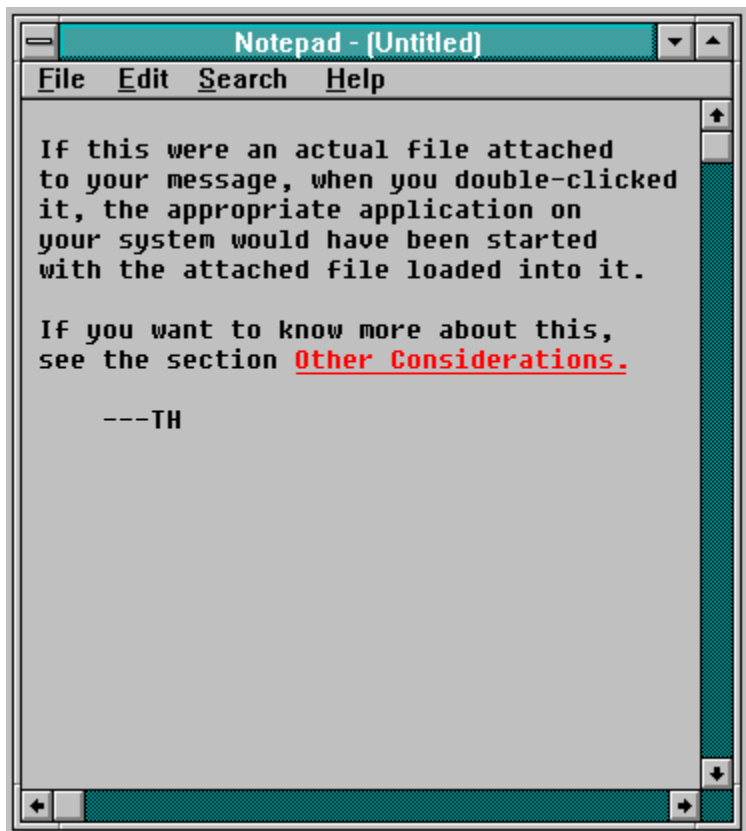 Notepad - (Untitled)
File Edit Search Help
If this were an actual file attached
to your message, when you double-clicked
it, the appropriate application on
your system would have been started
with the attached file loaded into it.
If you want to know more about this,
see the section Other Considerations.
---TH